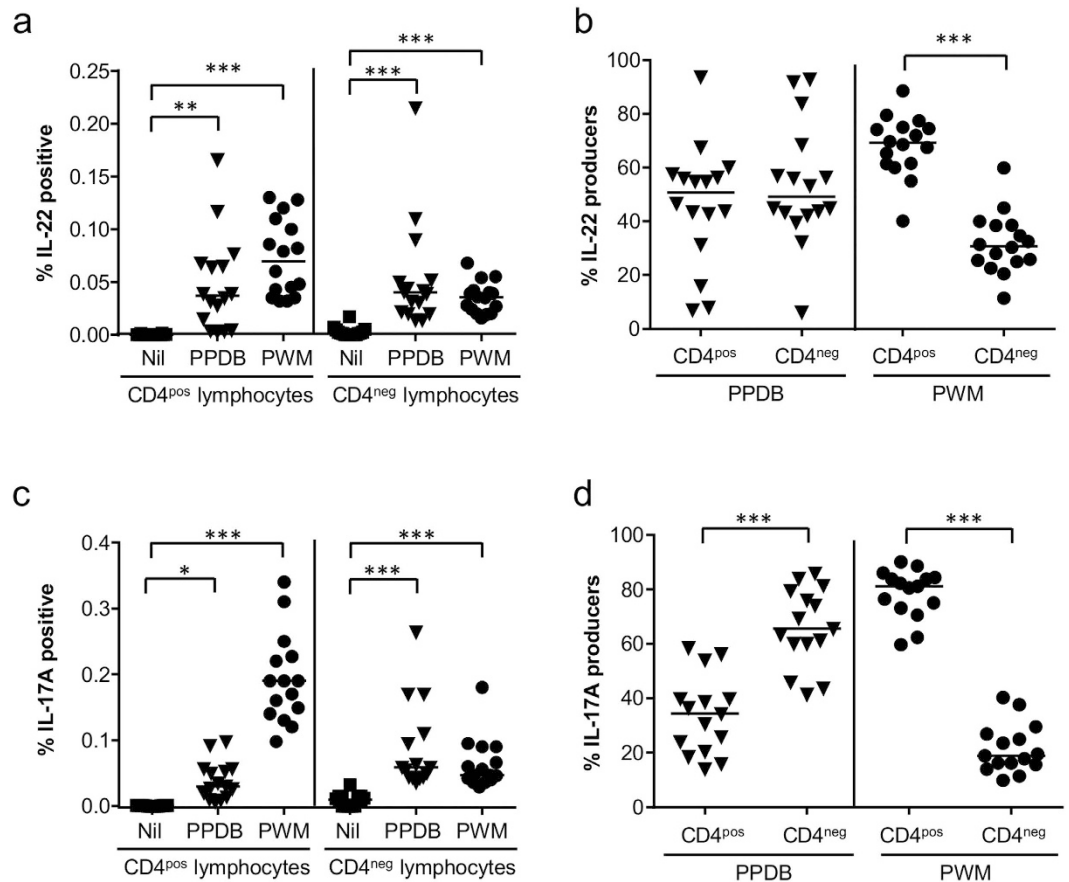 a
% IL-22 positive
0.25
0.20
0.15
0.10
0.05
0.00
***
**
***
***
Nil PPDB PWM Nil PPDB PWM
CD4pos lymphocytes CD4neg lymphocytes
b
% IL-22 producers
100
80
60
40
20
0
***
CD4pos CD4neg CD4pos CD4neg
PPDB PWM
c
% IL-17A positive
0.4
0.3
0.2
0.1
0.0
***
*
***
***
Nil PPDB PWM Nil PPDB PWM
CD4pos lymphocytes CD4neg lymphocytes
d
% IL-17A producers
100
80
60
40
20
0
*** ***
CD4pos CD4neg CD4pos CD4neg
PPDB PWM